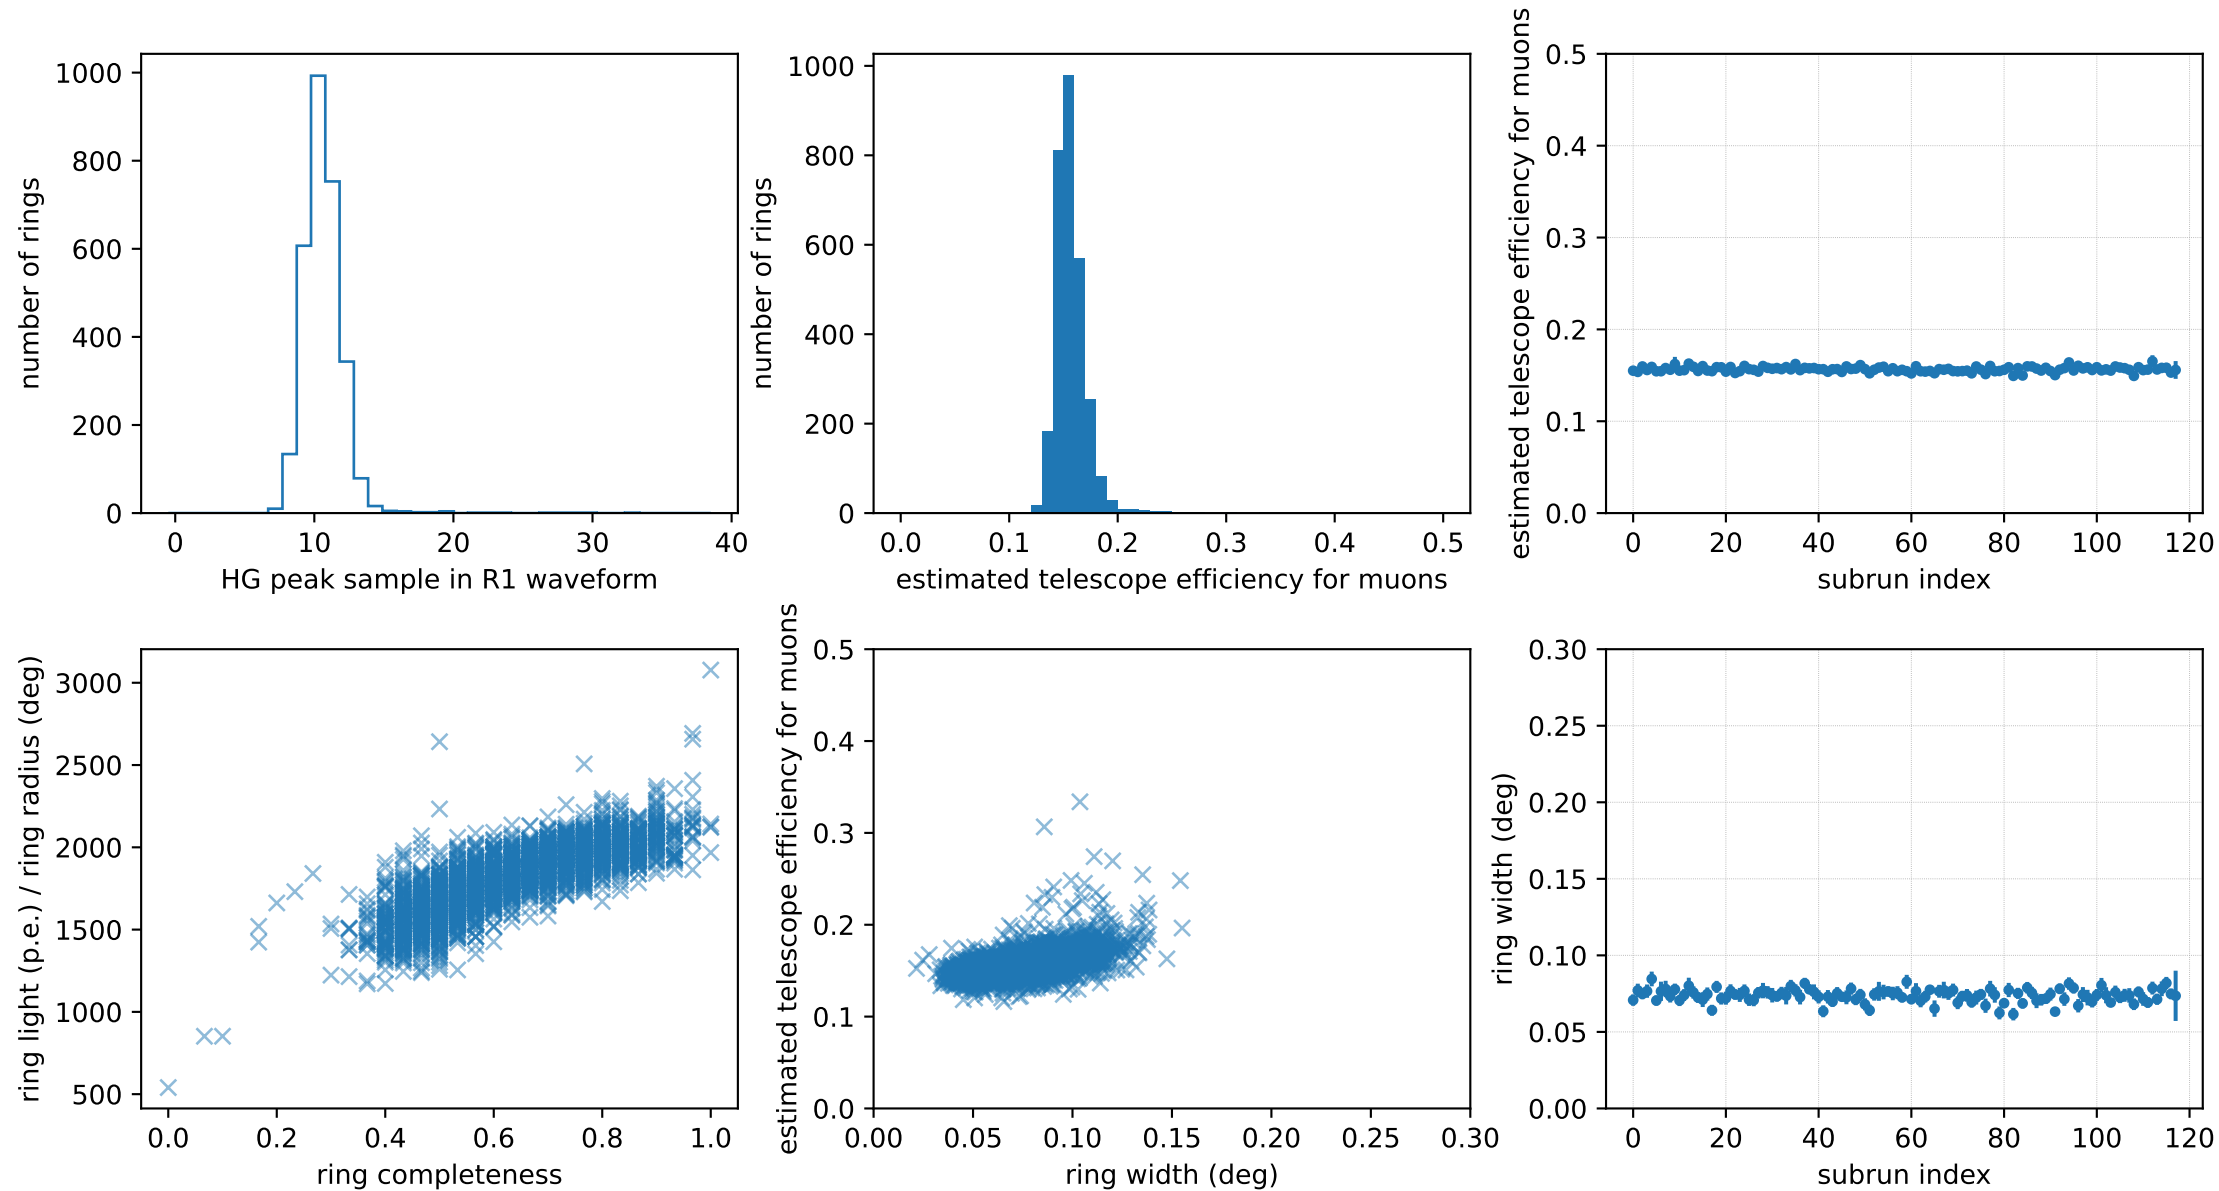 number of rings
1000
800
600
400
200
0
0 10 20 30 40
HG peak sample in R1 waveform
number of rings
1000
800
600
400
200
0
0.0 0.1 0.2 0.3 0.4 0.5
estimated telescope efficiency for muons
estimated telescope efficiency for muons
0.5
0.4
0.3
0.2
0.1
0.0
0 20 40 60 80 100 120
subrun index
ring light (p.e.) / ring radius (deg)
3000
2500
2000
1500
1000
500
0.0 0.2 0.4 0.6 0.8 1.0
ring completeness
estimated telescope efficiency for muons
0.5
0.4
0.3
0.2
0.1
0.0
0.00 0.05 0.10 0.15 0.20 0.25 0.30
ring width (deg)
ring width (deg)
0.30
0.25
0.20
0.15
0.10
0.05
0.00
0 20 40 60 80 100 120
subrun index